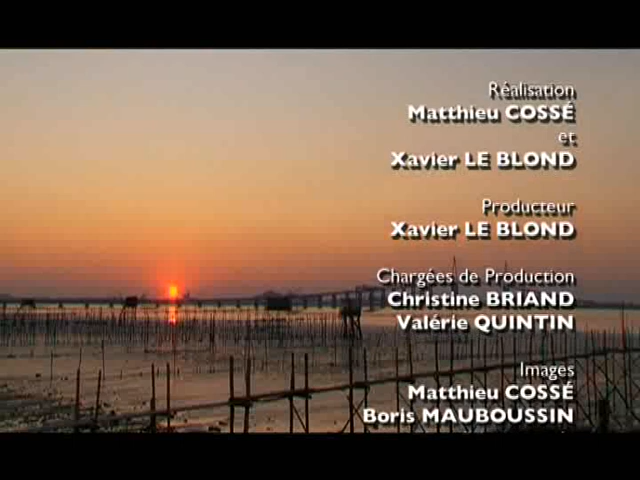 Réalisation
Matthieu COSSÉ
et
Xavier LE BLOND
Producteur
Xavier LE BLOND
Chargées de Production
Christine BRIAND
Valérie QUINTIN
Images
Matthieu COSSÉ
Boris MAUBOUSSIN